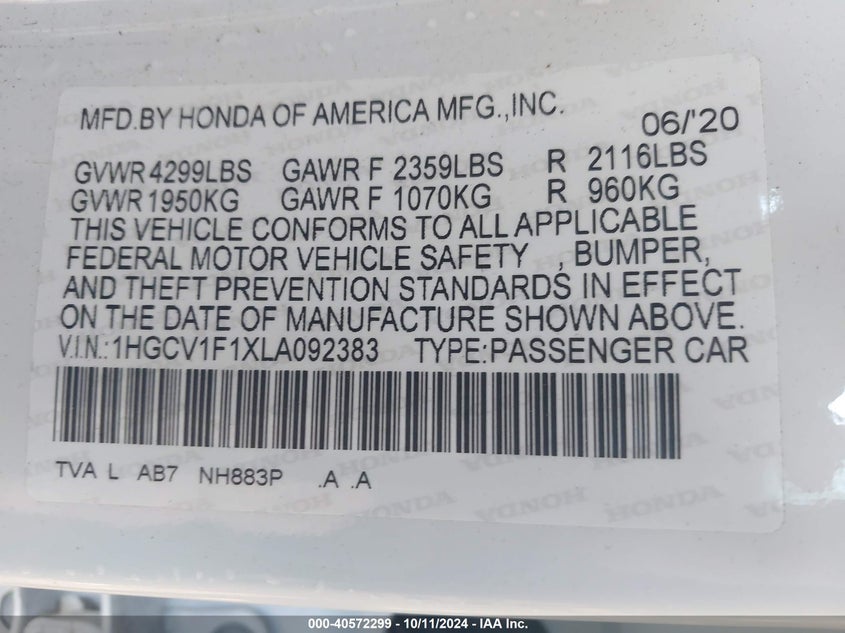 MFD.BY HONDA OF AMERICA MFG.,INC. 06/'20
GVWR 4299LBS GAWR F 2359LBS R 2116LBS
GVWR 1950KG GAWR F 1070KG R 960KG
THIS VEHICLE CONFORMS TO ALL APPLICABLE
FEDERAL MOTOR VEHICLE SAFETY , BUMPER,
AND THEFT PREVENTION STANDARDS IN EFFECT
ON THE DATE OF MANUFACTURE SHOWN ABOVE.
V.I.N.:1HGCV1F1XLA092383 TYPE:PASSENGER CAR
TVA L AB7 NH883P .A .A
HONDA HONDA HONDA
000-40572299 - 10/11/2024 - IAA Inc.